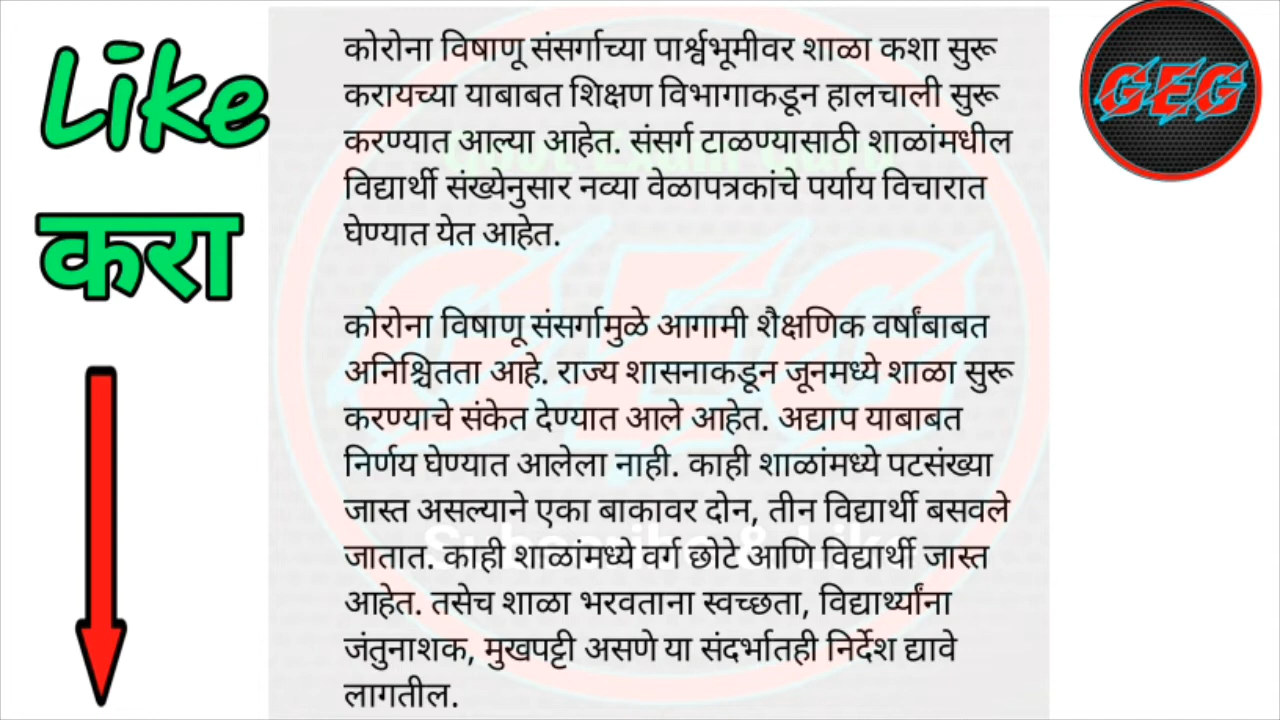 Like
करा
GEG
कोरोना विषाणू संसर्गाच्या पार्श्वभूमीवर शाळा कशा सुरू
करायच्या याबाबत शिक्षण विभागाकडून हालचाली सुरू
करण्यात आल्या आहेत. संसर्ग टाळण्यासाठी शाळांमधील
विद्यार्थी संख्येनुसार नव्या वेळापत्रकांचे पर्याय विचारात
घेण्यात येत आहेत.
कोरोना विषाणू संसर्गामुळे आगामी शैक्षणिक वर्षांबाबत
अनिश्चितता आहे. राज्य शासनाकडून जूनमध्ये शाळा सुरू
करण्याचे संकेत देण्यात आले आहेत. अद्याप याबाबत
निर्णय घेण्यात आलेला नाही. काही शाळांमध्ये पटसंख्या
जास्त असल्याने एका बाकावर दोन, तीन विद्यार्थी बसवले
जातात. काही शाळांमध्ये वर्ग छोटे आणि विद्यार्थी जास्त
आहेत. तसेच शाळा भरवताना स्वच्छता, विद्यार्थ्यांना
जंतुनाशक, मुखपट्टी असणे या संदर्भातही निर्देश द्यावे
लागतील.
GEG
Subscribe & Like